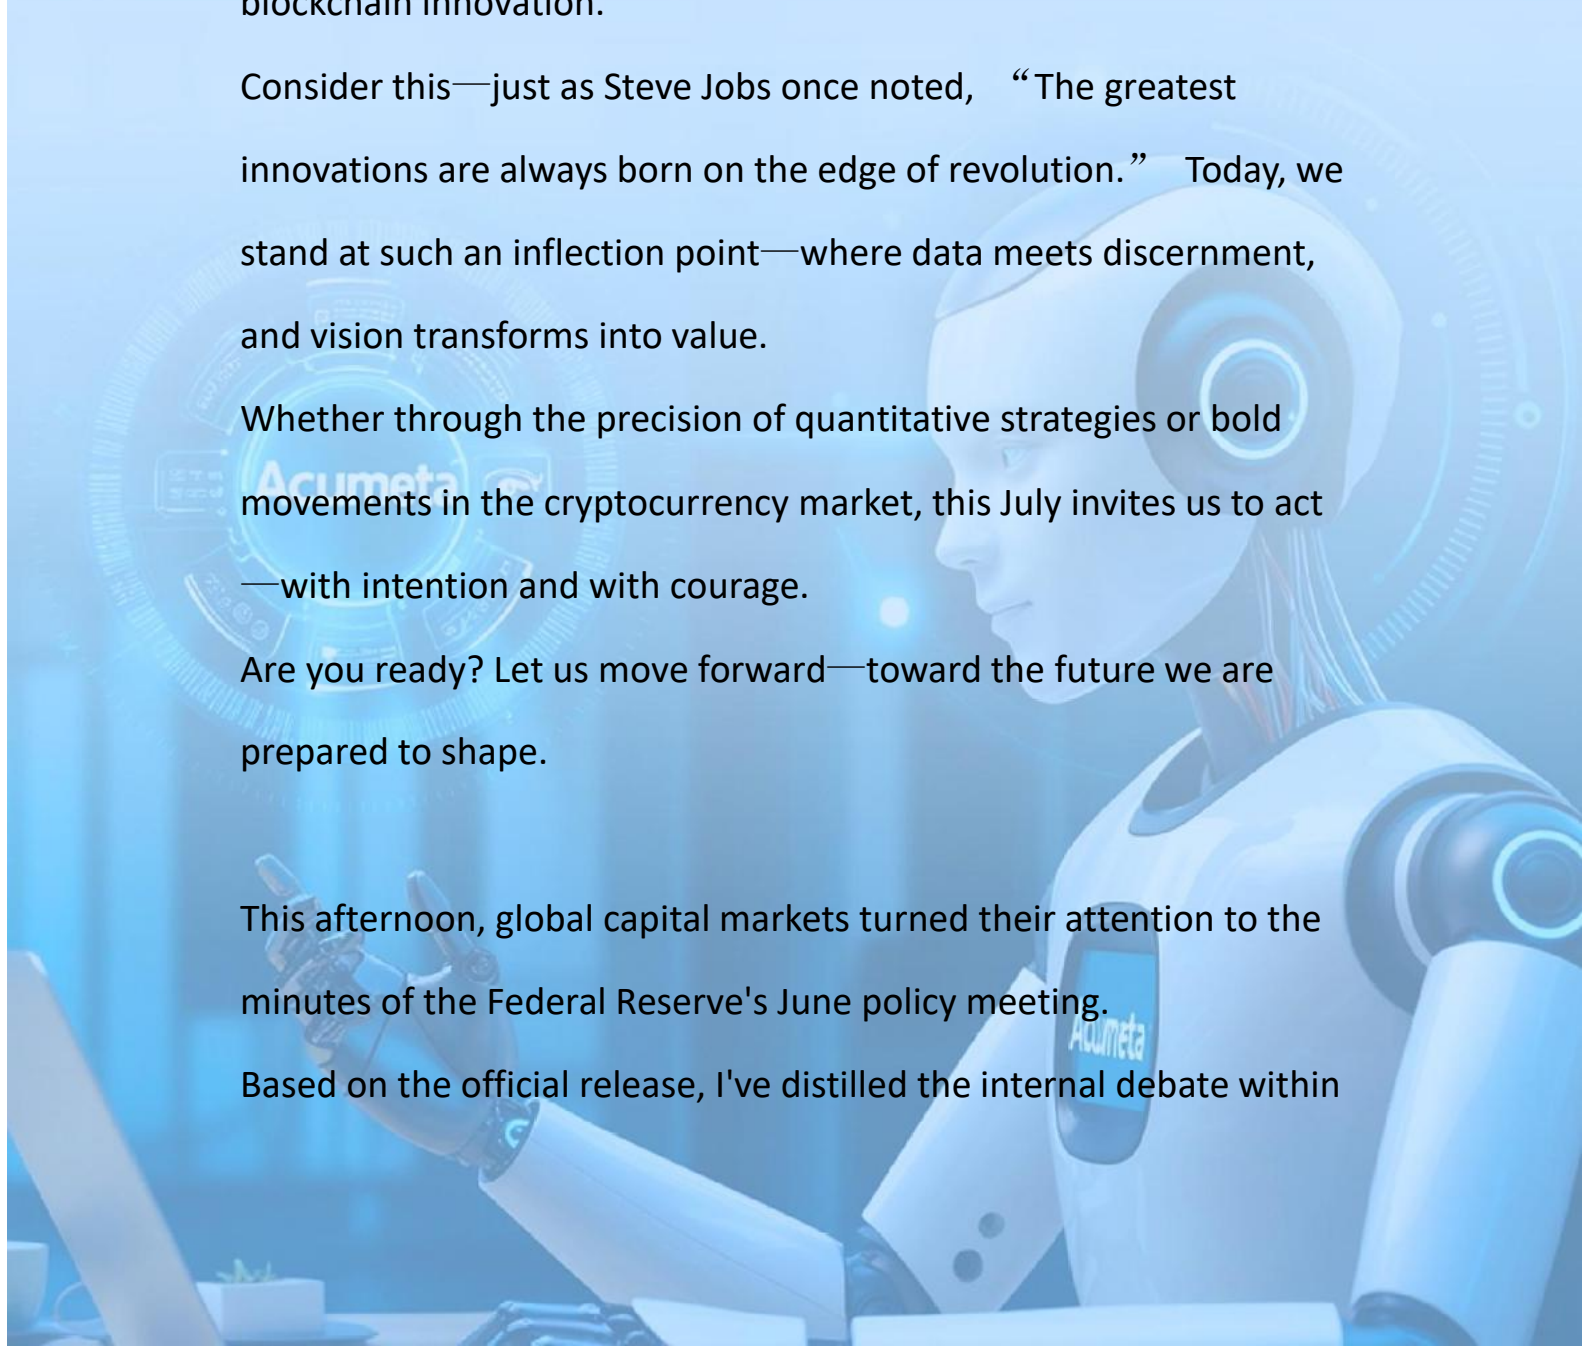 blockchain innovation.
Consider this—just as Steve Jobs once noted, “The greatest
innovations are always born on the edge of revolution.” Today, we
stand at such an inflection point—where data meets discernment,
and vision transforms into value.
Whether through the precision of quantitative strategies or bold
Acumeta
movements in the cryptocurrency market, this July invites us to act
—with intention and with courage.
Are you ready? Let us move forward—toward the future we are
prepared to shape.
This afternoon, global capital markets turned their attention to the
minutes of the Federal Reserve's June policy meeting.
Acumeta
Based on the official release, I've distilled the internal debate within